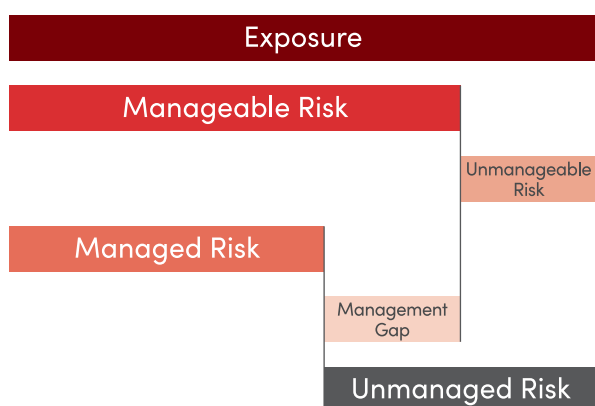 Exposure
Manageable Risk
Unmanageable
Risk
Managed Risk
Management
Gap
Unmanaged Risk